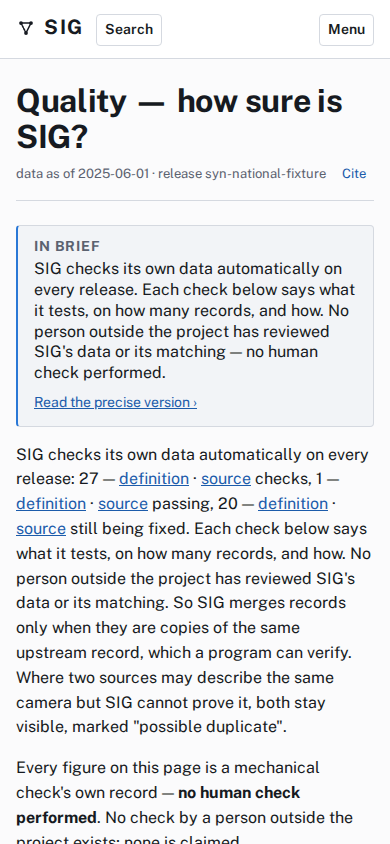 SIG
Search
Menu
Quality — how sure is
SIG?
data as of 2025-06-01 · release syn-national-fixture
Cite
IN BRIEF
SIG checks its own data automatically on
every release. Each check below says what
it tests, on how many records, and how. No
person outside the project has reviewed
SIG's data or its matching — no human
check performed.
Read the precise version ›
SIG checks its own data automatically on every
release: 27 — definition · source checks, 1 —
definition · source passing, 20 — definition ·
source still being fixed. Each check below says
what it tests, on how many records, and how. No
person outside the project has reviewed SIG's
data or its matching. So SIG merges records
only when they are copies of the same
upstream record, which a program can verify.
Where two sources may describe the same
camera but SIG cannot prove it, both stay
visible, marked "possible duplicate".
Every figure on this page is a mechanical
check's own record — no human check
performed. No check by a person outside the
project exists; none is claimed.